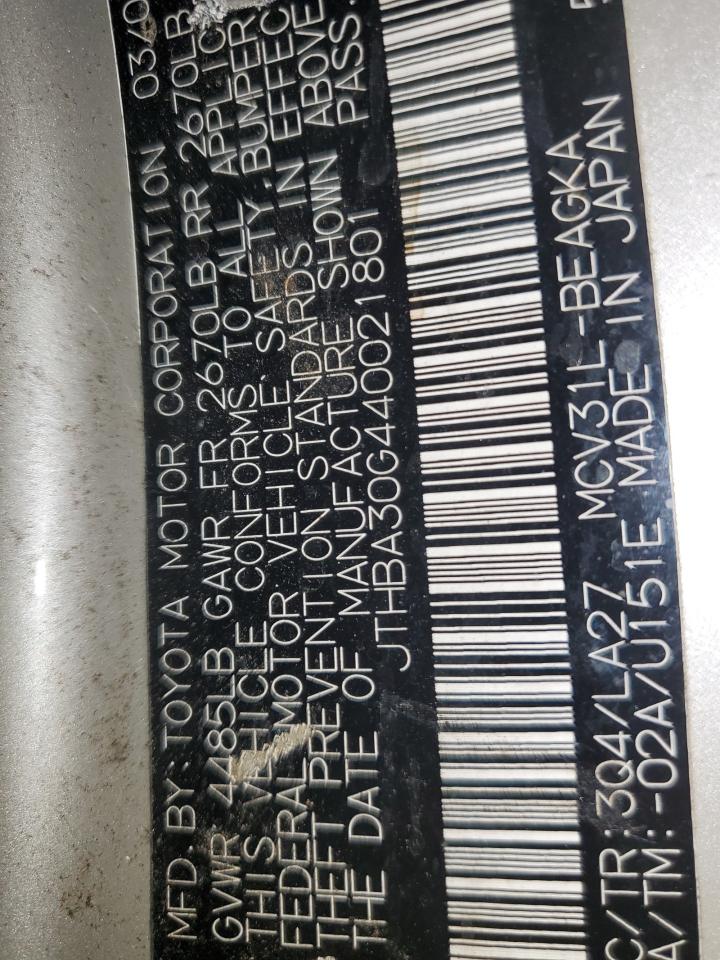 MFD. BY: TOYOTA MOTOR CORPORATION 03/0
GVWR 4485LB GAWR FR 2670LB RR 2670LB
THIS VEHICLE CONFORMS TO ALL APPLIC
FEDERAL MOTOR VEHICLE SAFETY BUMPER
THEFT PREVENTION STANDARDS IN EFFEC
THE DATE OF MANUFACTURE SHOWN ABOVE
JTHBA30G440021801 PASS.
C/TR: 3Q4/LA27 MCV31L-BEAGKA
A/TM: -02A/U151E MADE IN JAPAN